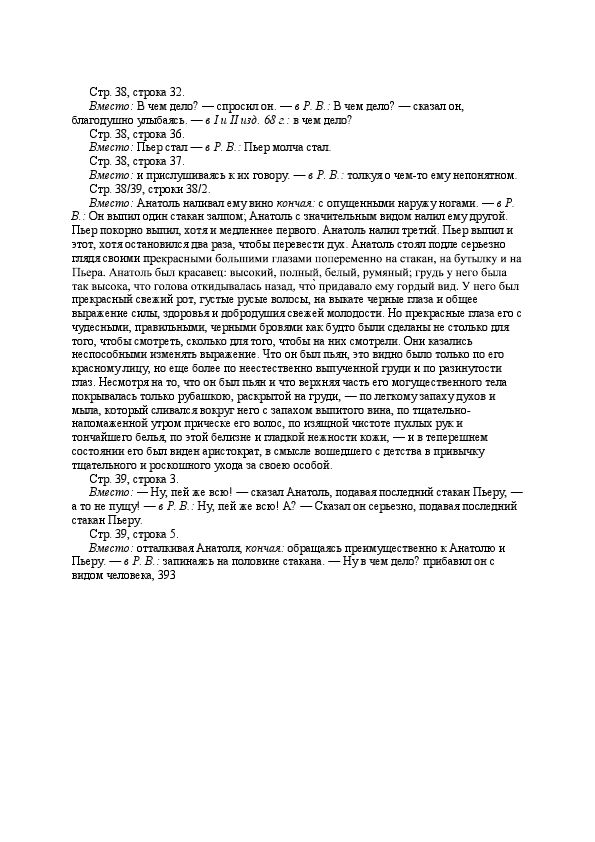 Стр. 38, строка 32.
Вместо: В чем дело? — спросил он. — в Р. В.: В чем дело? — сказал он,
благодушно улыбаясь. — в I и II изд. 68 г.: в чем дело?
Стр. 38, строка 36.
Вместо: Пьер стал — в Р. В.: Пьер молча стал.
Стр. 38, строка 37.
Вместо: и прислушиваясь к их говору. — в Р. В.: толкуя о чем-то ему непонятном.
Стр. 38/39, строки 38/2.
Вместо: Анатоль наливал ему вино кончая: с опущенными наружу ногами. — в Р.
В.: Он выпил один стакан залпом; Анатоль с значительным видом налил ему другой.
Пьер покорно выпил, хотя и медленнее первого. Анатоль налил третий. Пьер выпил и
этот, хотя остановился два раза, чтобы перевести дух. Анатоль стоял подле серьезно
глядя своими прекрасными большими глазами попеременно на стакан, на бутылку и на
Пьера. Анатоль был красавец: высокий, полный, белый, румяный; грудь у него была
так высока, что голова откидывалась назад, что̀ придавало ему гордый вид. У него был
прекрасный свежий рот, густые русые волосы, на выкате черные глаза и общее
выражение силы, здоровья и добродушия свежей молодости. Но прекрасные глаза его с
чудесными, правильными, черными бровями как будто были сделаны не столько для
того, чтобы смотреть, сколько для того, чтобы на них смотрели. Они казались
неспособными изменять выражение. Что он был пьян, это видно было только по его
красному лицу, но еще более по неестественно выпученной груди и по разинутости
глаз. Несмотря на то, что он был пьян и что верхняя часть его могущественного тела
покрывалась только рубашкою, раскрытой на груди, — по легкому запаху духов и
мыла, который сливался вокруг него с запахом выпитого вина, по тщательно-
напомаженной утром прическе его волос, по изящной чистоте пухлых рук и
тончайшего белья, по этой белизне и гладкой нежности кожи, — и в теперешнем
состоянии его был виден аристократ, в смысле вошедшего с детства в привычку
тщательного и роскошного ухода за своею особой.
Стр. 39, строка 3.
Вместо: — Ну, пей же всю! — сказал Анатоль, подавая последний стакан Пьеру, —
а то не пущу! — в Р. В.: Ну, пей же всю! А? — Сказал он серьезно, подавая последний
стакан Пьеру.
Стр. 39, строка 5.
Вместо: отталкивая Анатоля, кончая: обращаясь преимущественно к Анатолю и
Пьеру. — в Р. В.: запинаясь на половине стакана. — Ну в чем дело? прибавил он с
видом человека, 393